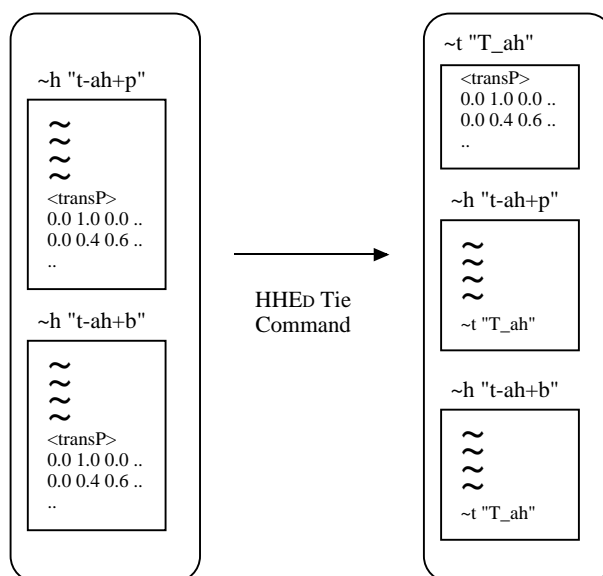 ~h "t-ah+p"
~
~
~
~
<transP>
0.0 1.0 0.0 ..
0.0 0.4 0.6 ..
..
~h "t-ah+b"
~
~
~
~
<transP>
0.0 1.0 0.0 ..
0.0 0.4 0.6 ..
..
HHED Tie
Command
~t "T_ah"
<transP>
0.0 1.0 0.0 ..
0.0 0.4 0.6 ..
..
~h "t-ah+p"
~
~
~
~
~t "T_ah"
~h "t-ah+b"
~
~
~
~
~t "T_ah"